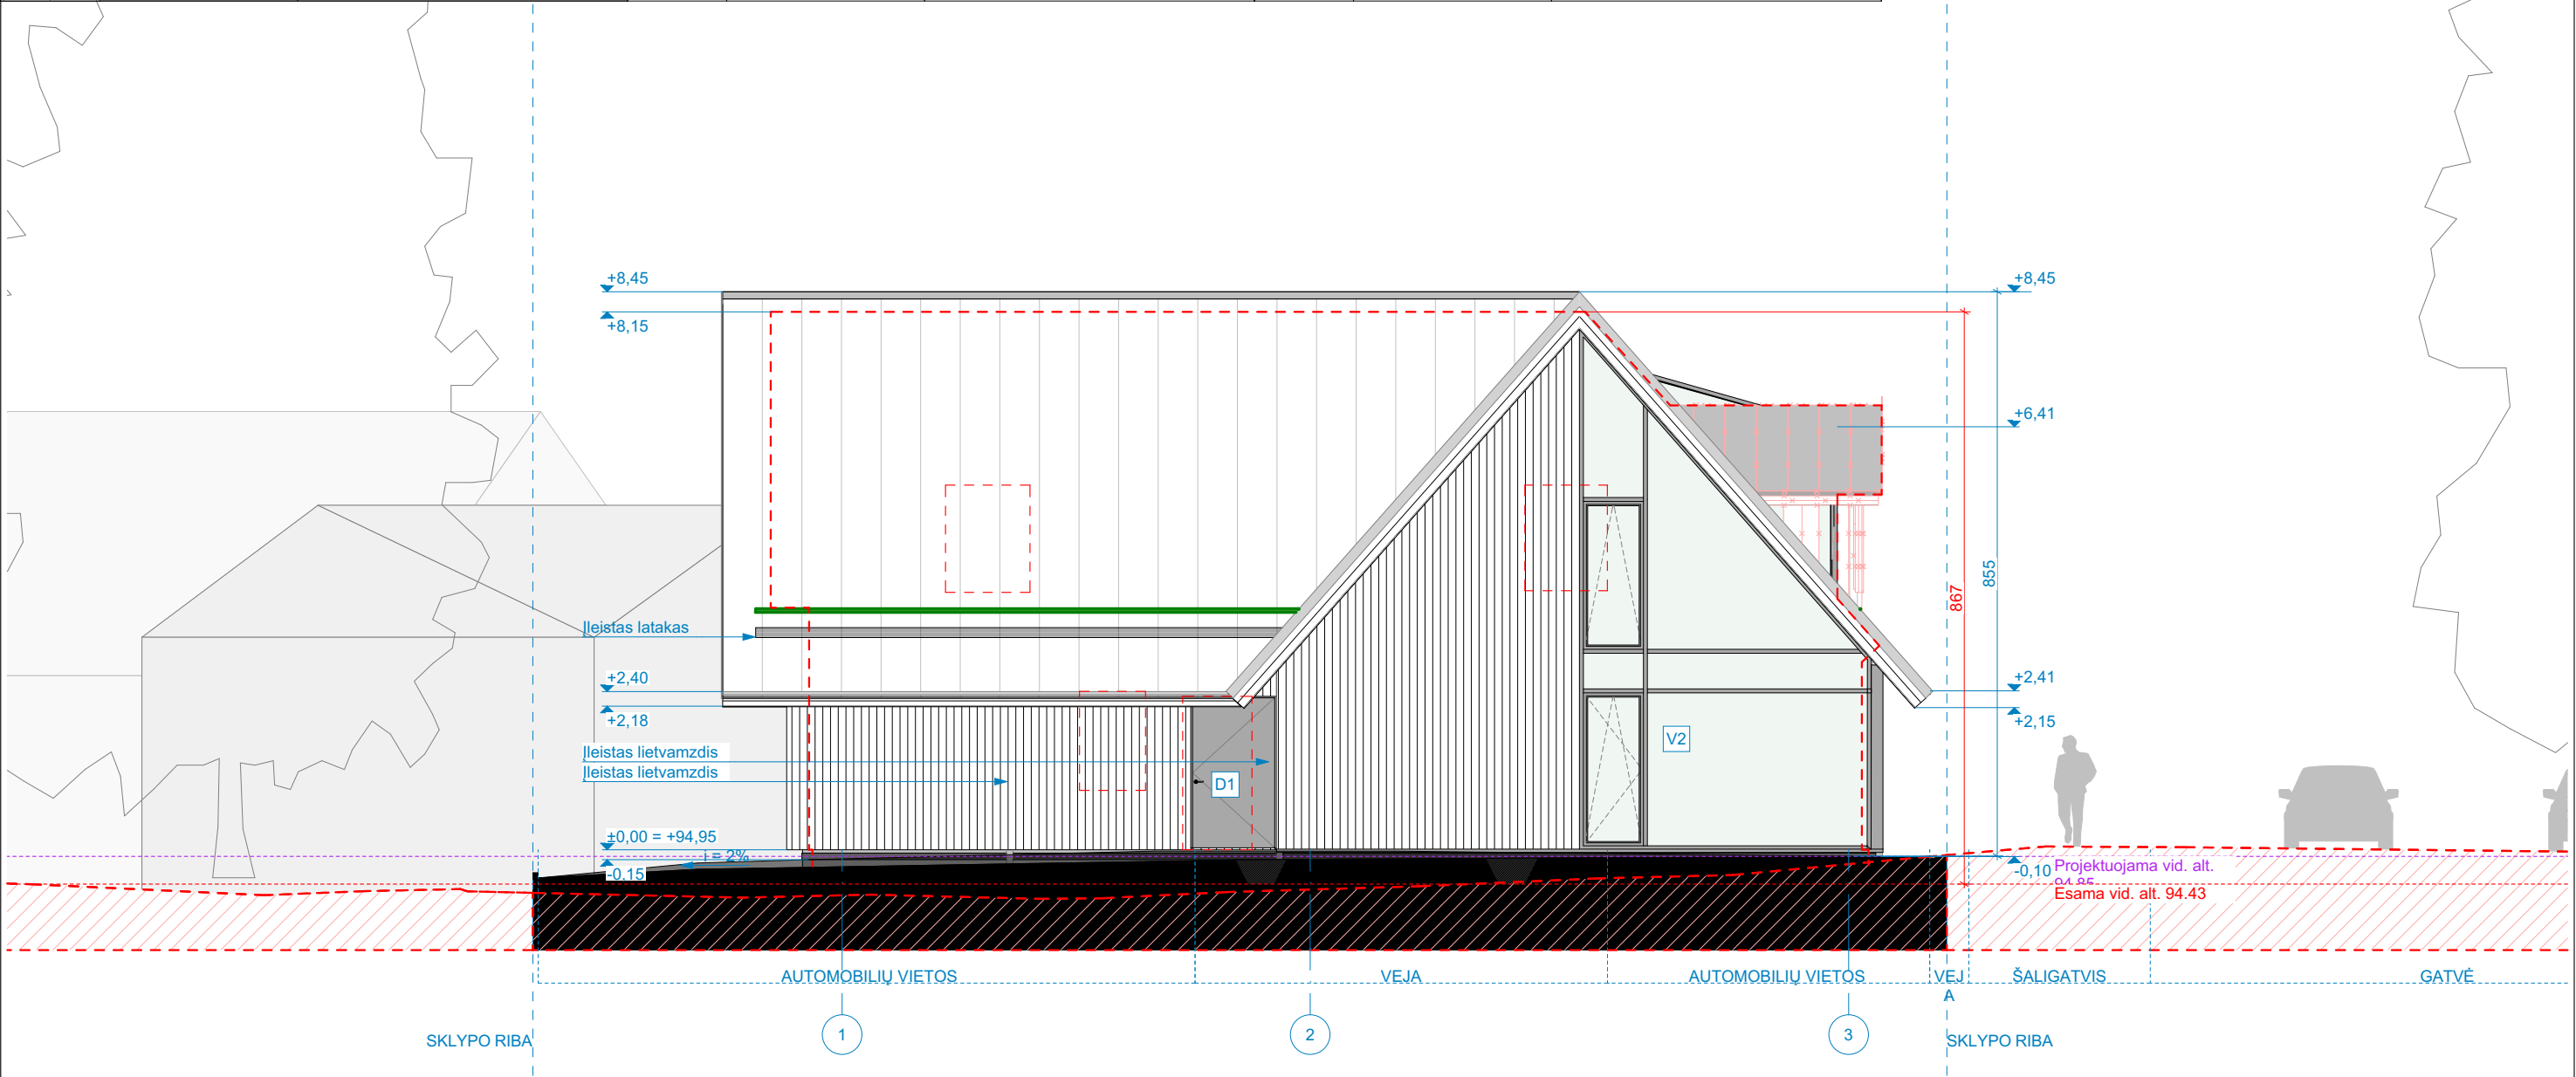 +8,45
+8,45
+8,15
+6,41
855
867
Įleistas latakas
+2,40
+2,41
+2,18
+2,15
V2
Įleistas lietvamzdis
Įleistas lietvamzdis
D1
±0,00 = +94,95
i = 2%
-0,15
-0,10
Projektuojama vid. alt.
94.85
Esama vid. alt. 94.43
AUTOMOBILIŲ VIETOS
VEJA
AUTOMOBILIŲ VIETOS
VEJ
A
ŠALIGATVIS
GATVĖ
1
2
3
SKLYPO RIBA
SKLYPO RIBA